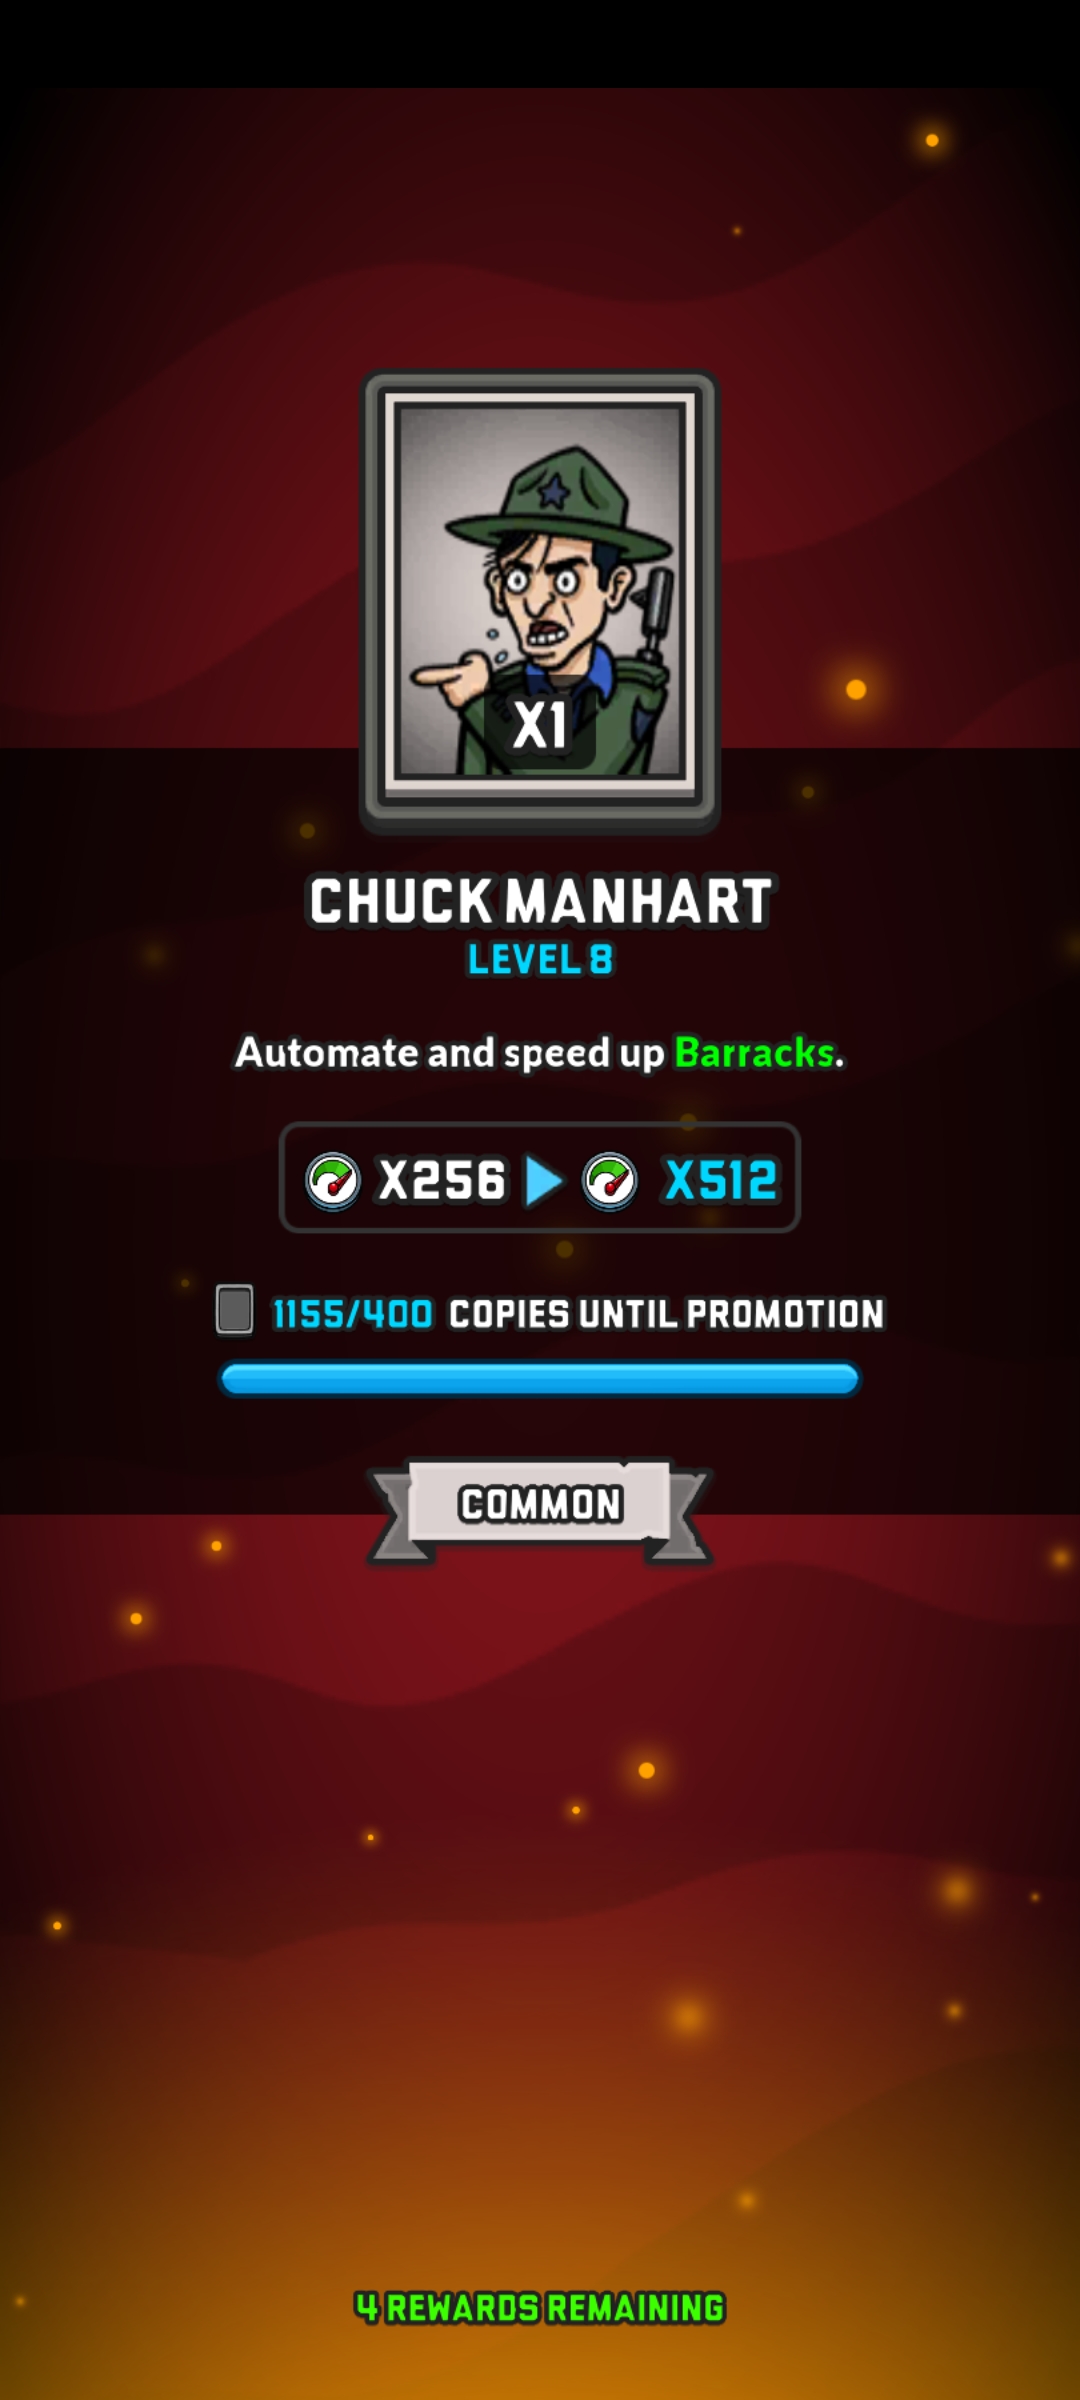 X1
CHUCK MANHART
LEVEL 8
Automate and speed up Barracks.
X256 X512
1155/400 COPIES UNTIL PROMOTION
COMMON
4 REWARDS REMAINING